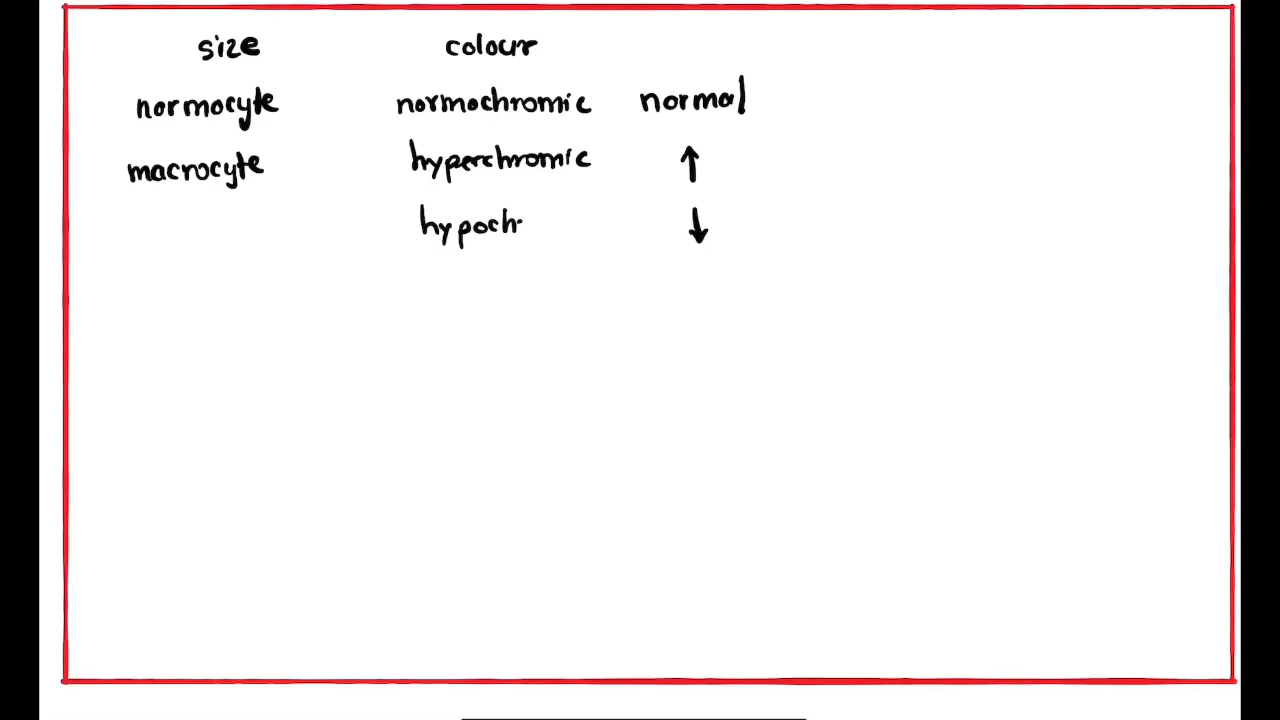 size colour
normocyte normochromic normal
macrocyte hyperchromic ↑
hypoch ↓